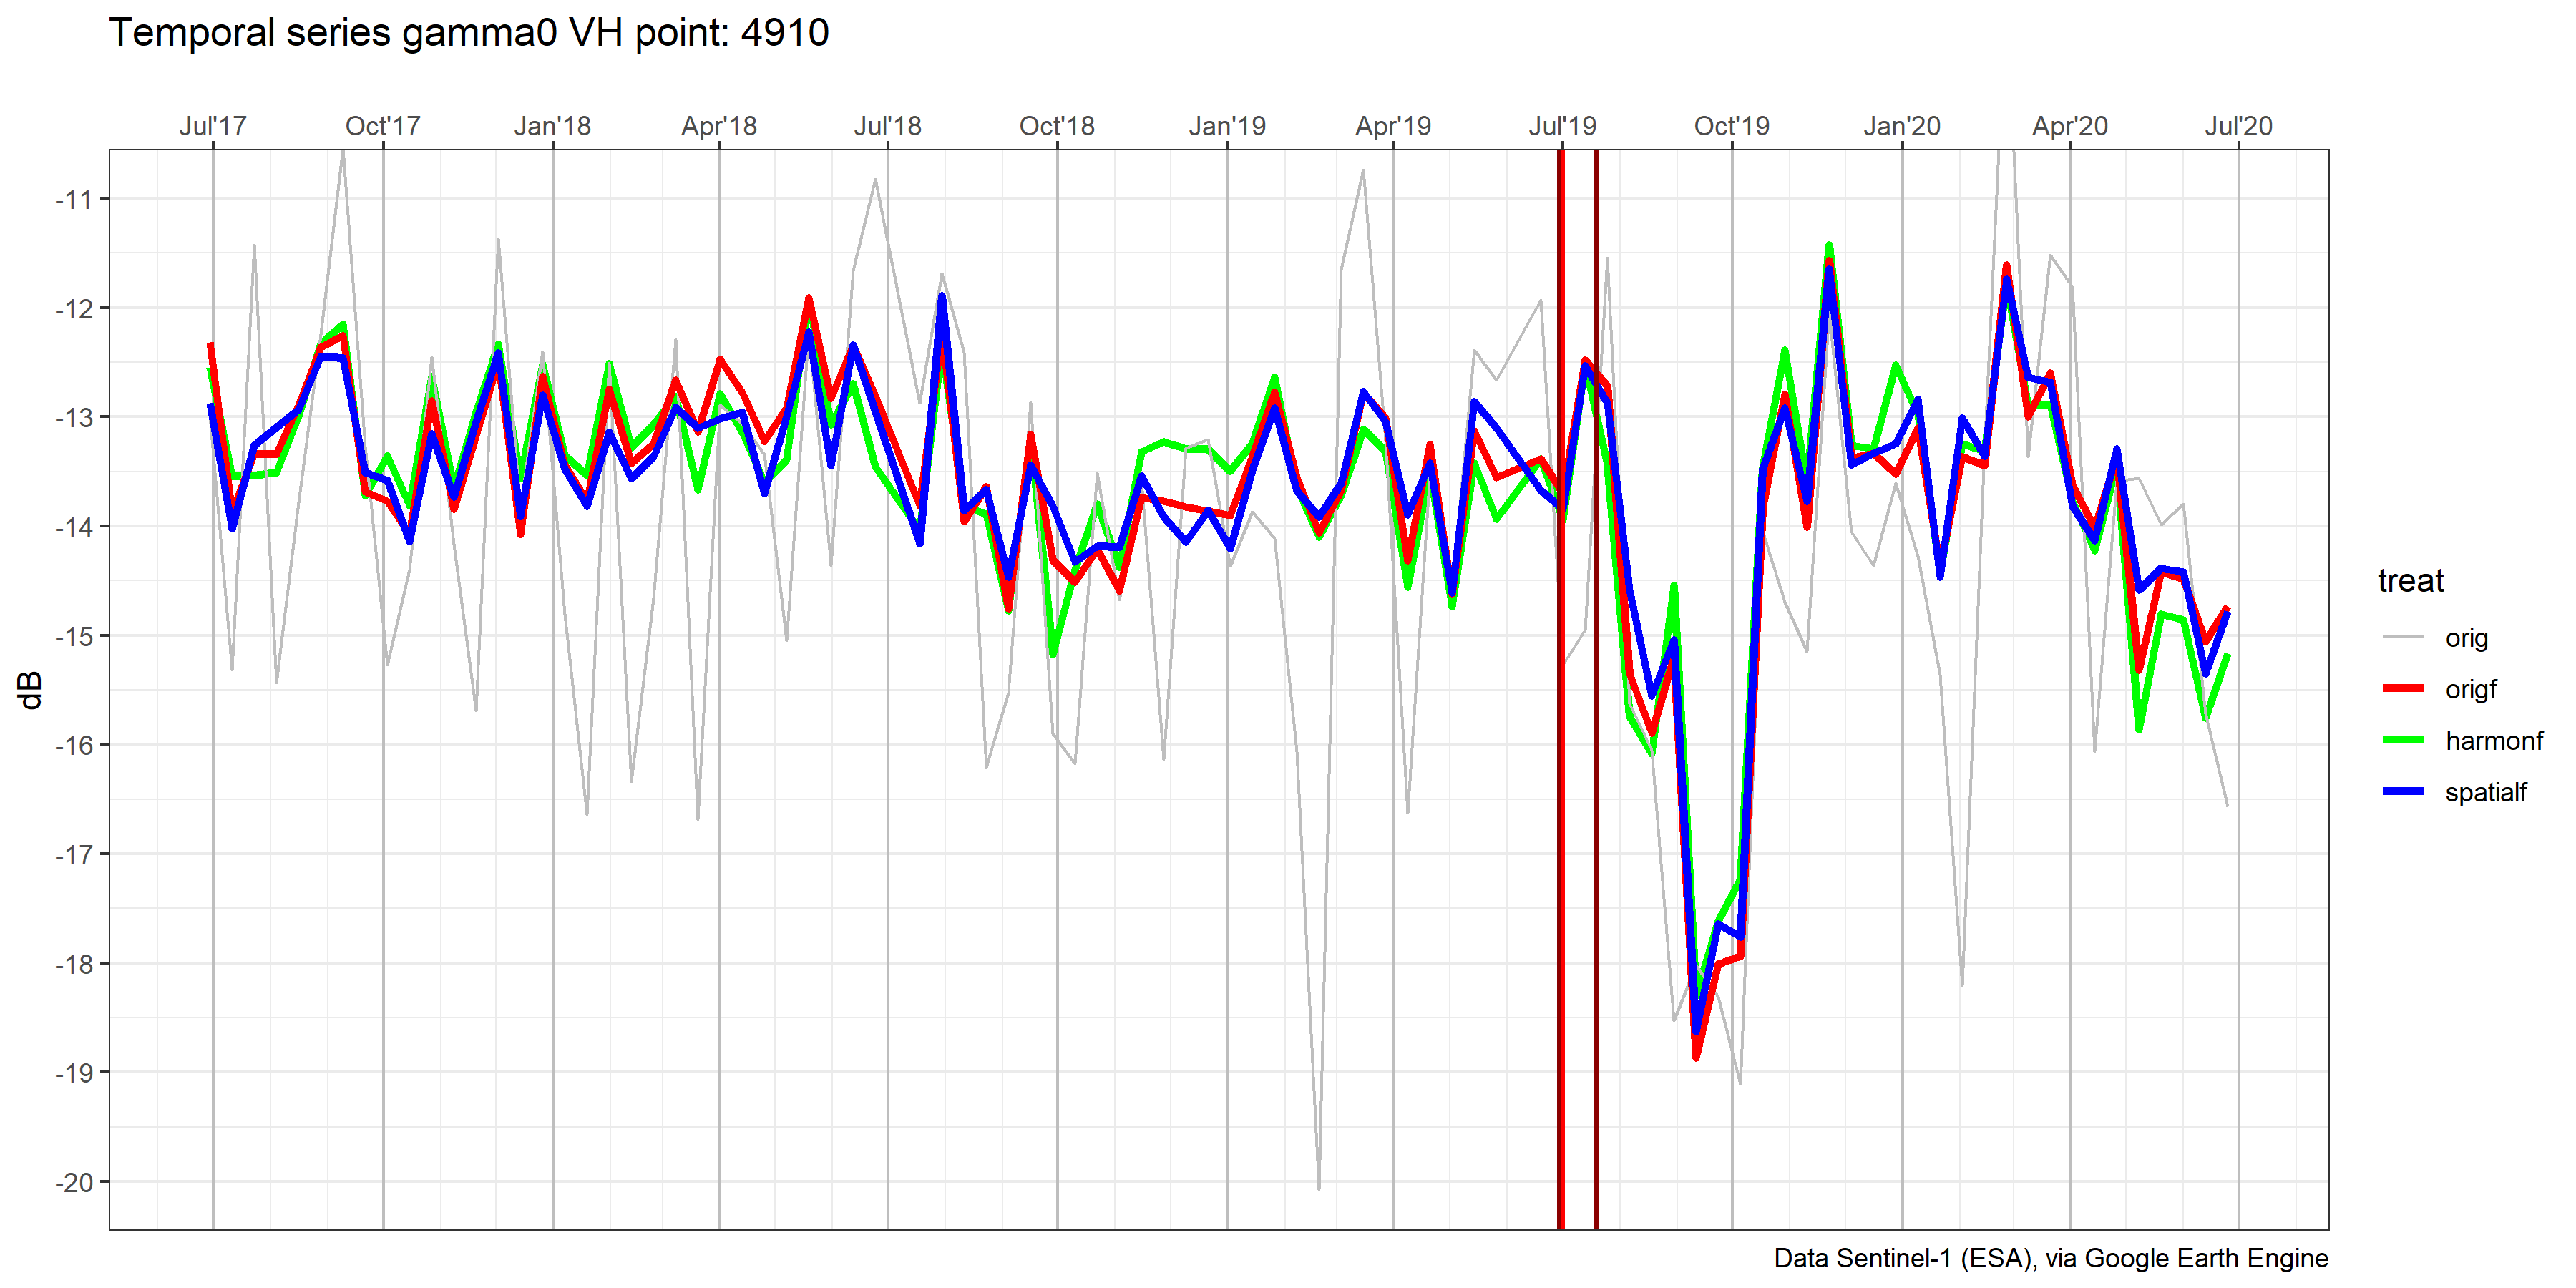 Temporal series gamma0 VH point: 4910
Jul'17 Oct'17 Jan'18 Apr'18 Jul'18 Oct'18 Jan'19 Apr'19 Jul'19 Oct'19 Jan'20 Apr'20 Jul'20
-11
-12
-13
-14
-15
-16
-17
-18
-19
-20
dB
treat
orig
origf
harmonf
spatialf
Data Sentinel-1 (ESA), via Google Earth Engine